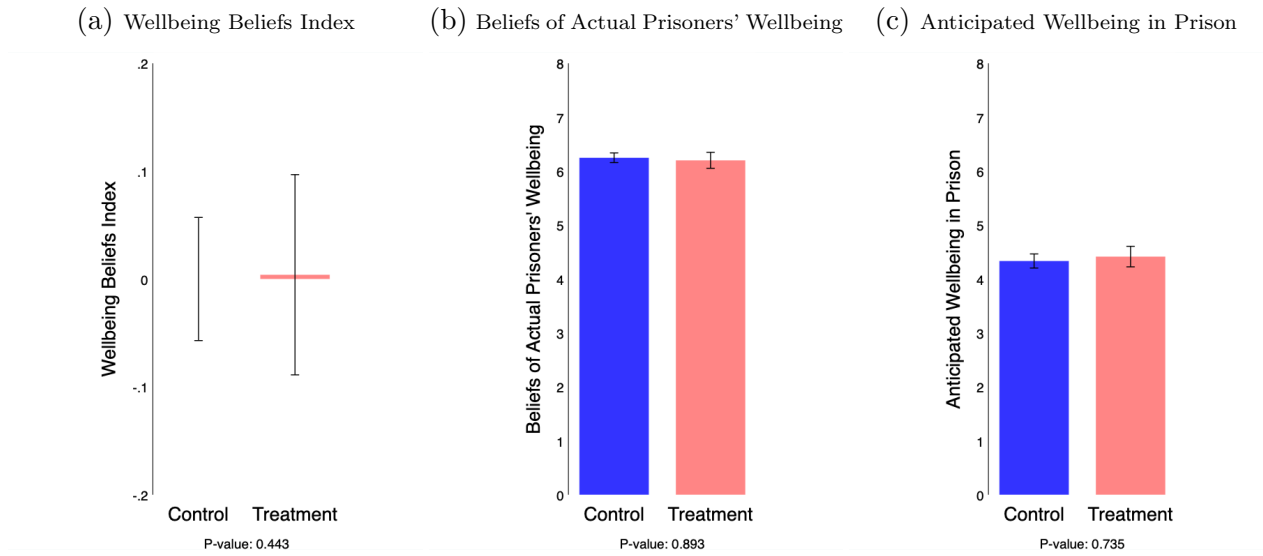 (a) Wellbeing Beliefs Index
.2
.1
0
-.1
-.2
Wellbeing Beliefs Index
Control Treatment
P-value: 0.443
(b) Beliefs of Actual Prisoners' Wellbeing
8
7
6
5
4
3
2
1
0
Beliefs of Actual Prisoners' Wellbeing
Control Treatment
P-value: 0.893
(c) Anticipated Wellbeing in Prison
8
7
6
5
4
3
2
1
0
Anticipated Wellbeing in Prison
Control Treatment
P-value: 0.735